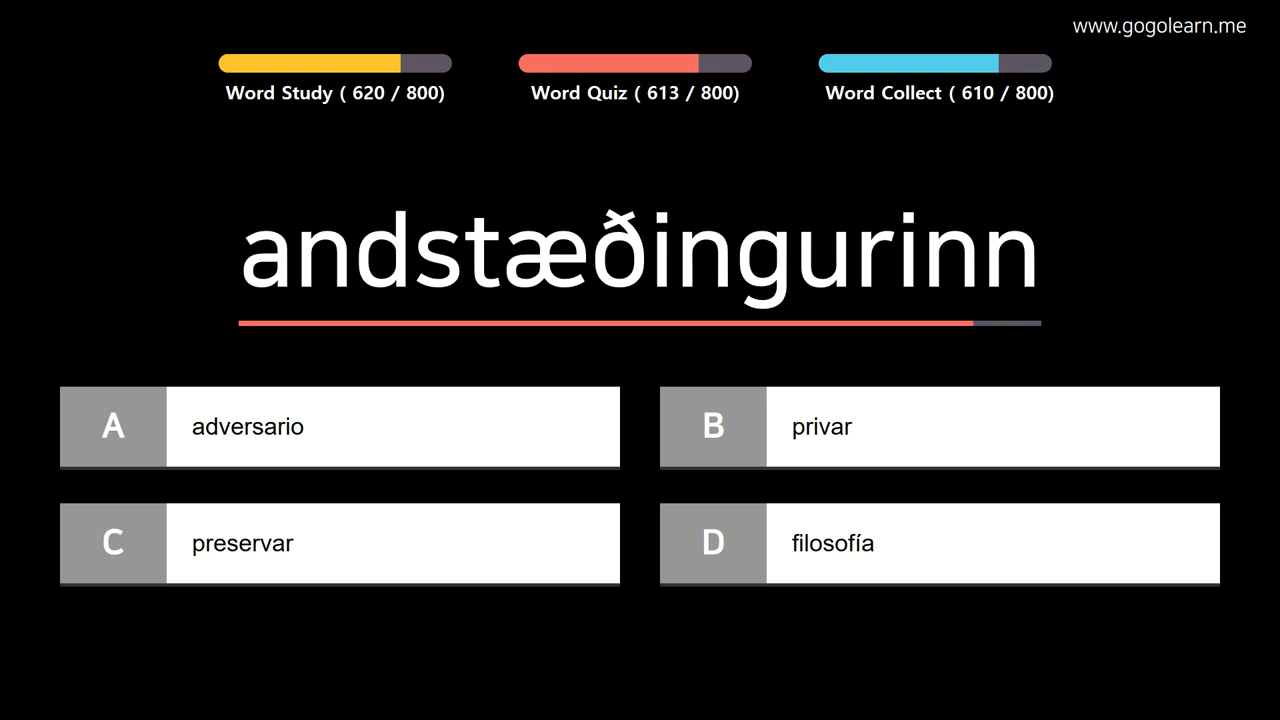 www.gogolearn.me
Word Study ( 620 / 800)
Word Quiz ( 613 / 800)
Word Collect ( 610 / 800)
andstæðingurinn
A adversario
B privar
C preservar
D filosofía